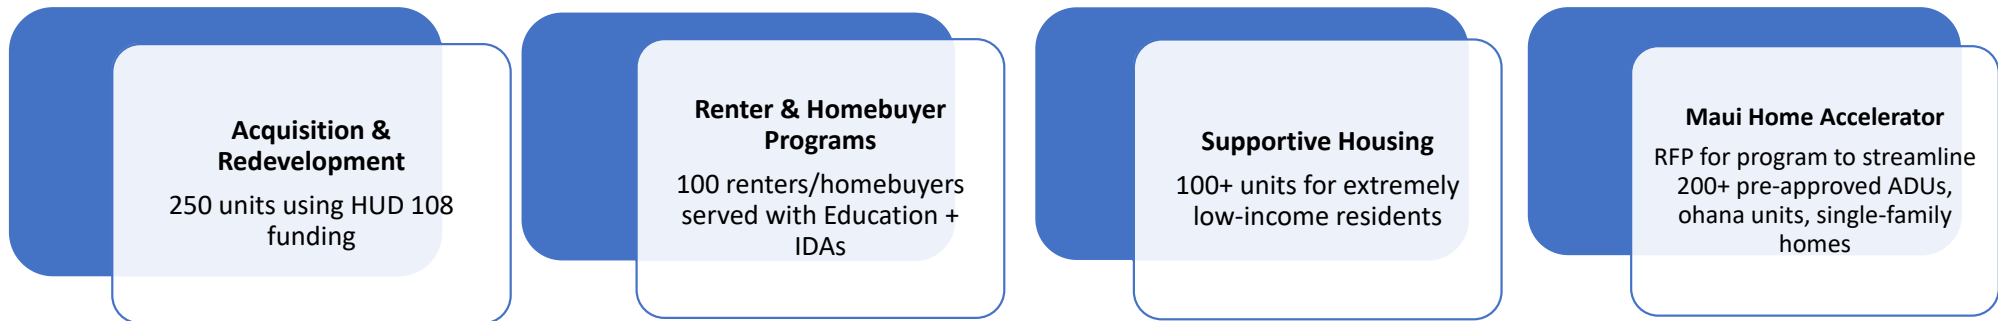 Acquisition &
Redevelopment
250 units using HUD 108
funding
Renter & Homebuyer
Programs
100 renters/homebuyers
served with Education +
IDAs
Supportive Housing
100+ units for extremely
low-income residents
Maui Home Accelerator
RFP for program to streamline
200+ pre-approved ADUs,
ohana units, single-family
homes